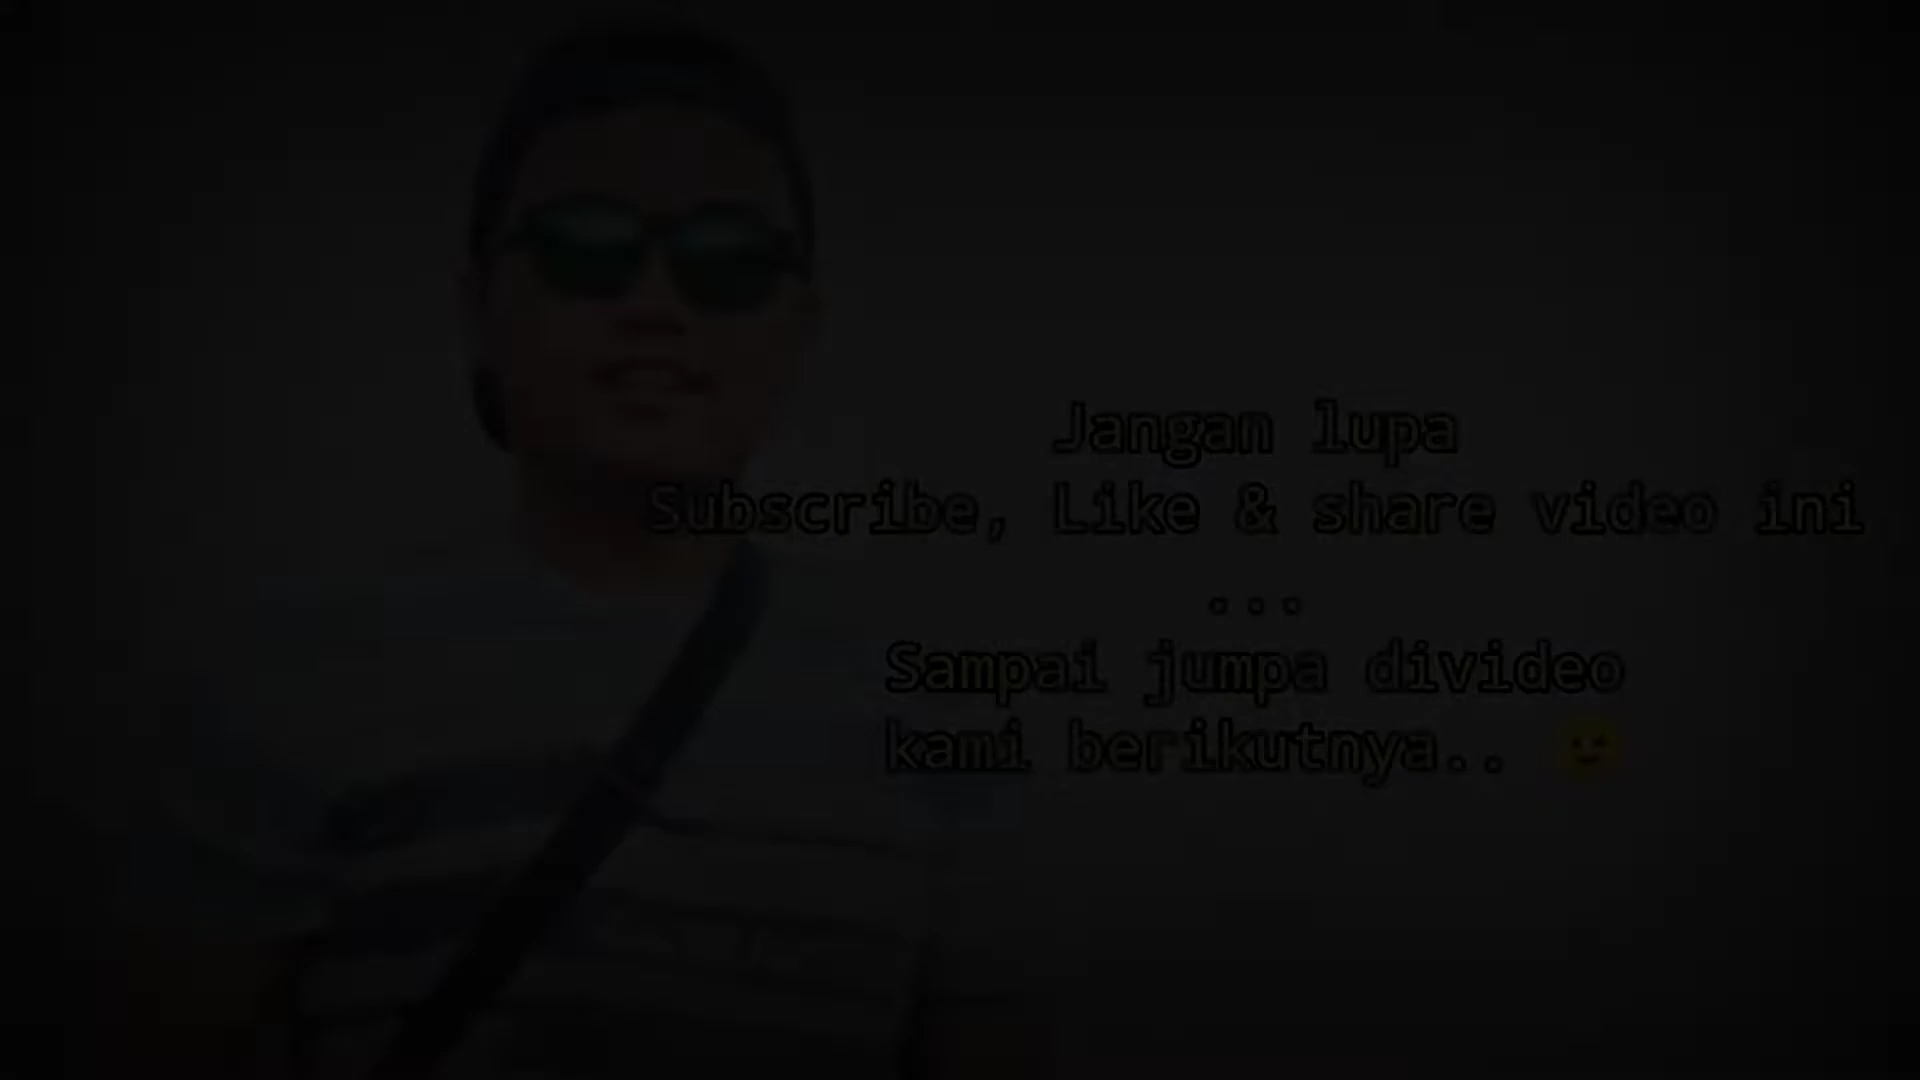 Jangan lupa
Subscribe, Like & share video ini
...
Sampai jumpa divideo
kami berikutnya.. 😉